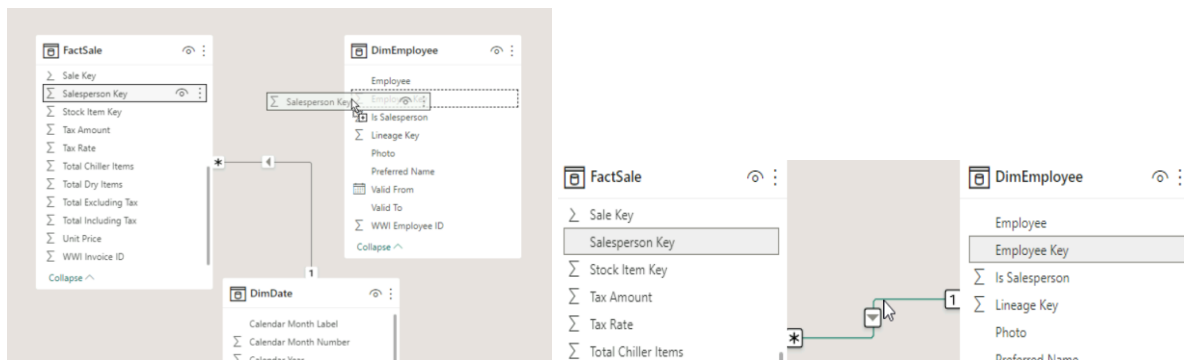 FactSale
Sale Key
Salesperson Key
Stock Item Key
Tax Amount
Tax Rate
Total Chiller Items
Total Dry Items
Total Excluding Tax
Total Including Tax
Unit Price
WWI Invoice ID
Collapse
*
1
Salesperson Key
DimEmployee
Employee
Is Salesperson
Lineage Key
Photo
Preferred Name
Valid From
Valid To
WWI Employee ID
Collapse
DimDate
Calendar Month Label
Calendar Month Number
Calendar Year
FactSale
Sale Key
Salesperson Key
Stock Item Key
Tax Amount
Tax Rate
Total Chiller Items
*
1
DimEmployee
Employee
Employee Key
Is Salesperson
Lineage Key
Photo
Preferred Name